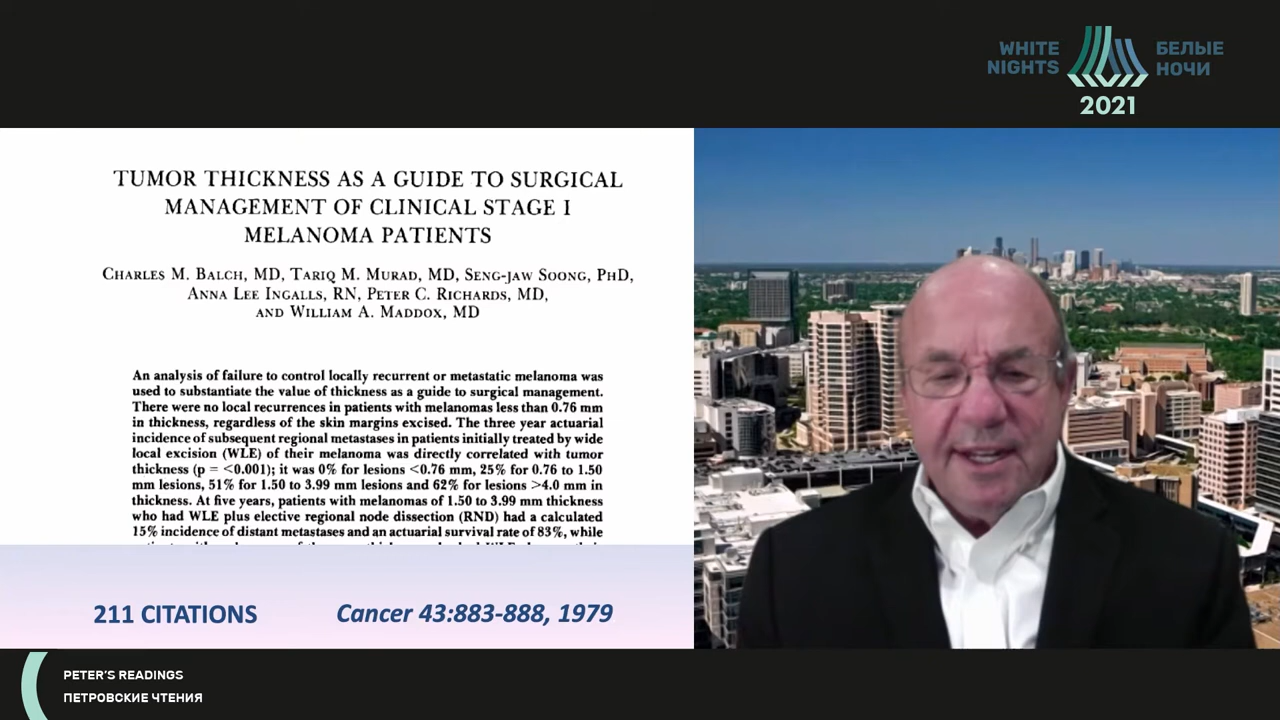 WHITE
NIGHTS
БЕЛЫЕ
НОЧИ
2021
TUMOR THICKNESS AS A GUIDE TO SURGICAL
MANAGEMENT OF CLINICAL STAGE I
MELANOMA PATIENTS
CHARLES M. BALCH, MD, TARIQ M. MURAD, MD, SENG-JAW SOONG, PHD,
ANNA LEE INGALLS, RN, PETER C. RICHARDS, MD,
AND WILLIAM A. MADDOX, MD
An analysis of failure to control locally recurrent or metastatic melanoma was
used to substantiate the value of thickness as a guide to surgical management.
There were no local recurrences in patients with melanomas less than 0.76 mm
in thickness, regardless of the skin margins excised. The three year actuarial
incidence of subsequent regional metastases in patients initially treated by wide
local excision (WLE) of their melanoma was directly correlated with tumor
thickness (p = <0.001); it was 0% for lesions <0.76 mm, 25% for 0.76 to 1.50
mm lesions, 51% for 1.50 to 3.99 mm lesions and 62% for lesions >4.0 mm in
thickness. At five years, patients with melanomas of 1.50 to 3.99 mm thickness
who had WLE plus elective regional node dissection (RND) had a calculated
15% incidence of distant metastases and an actuarial survival rate of 83%, while
211 CITATIONS
Cancer 43:883-888, 1979
PETER'S READINGS
ПЕТРОВСКИЕ ЧТЕНИЯ